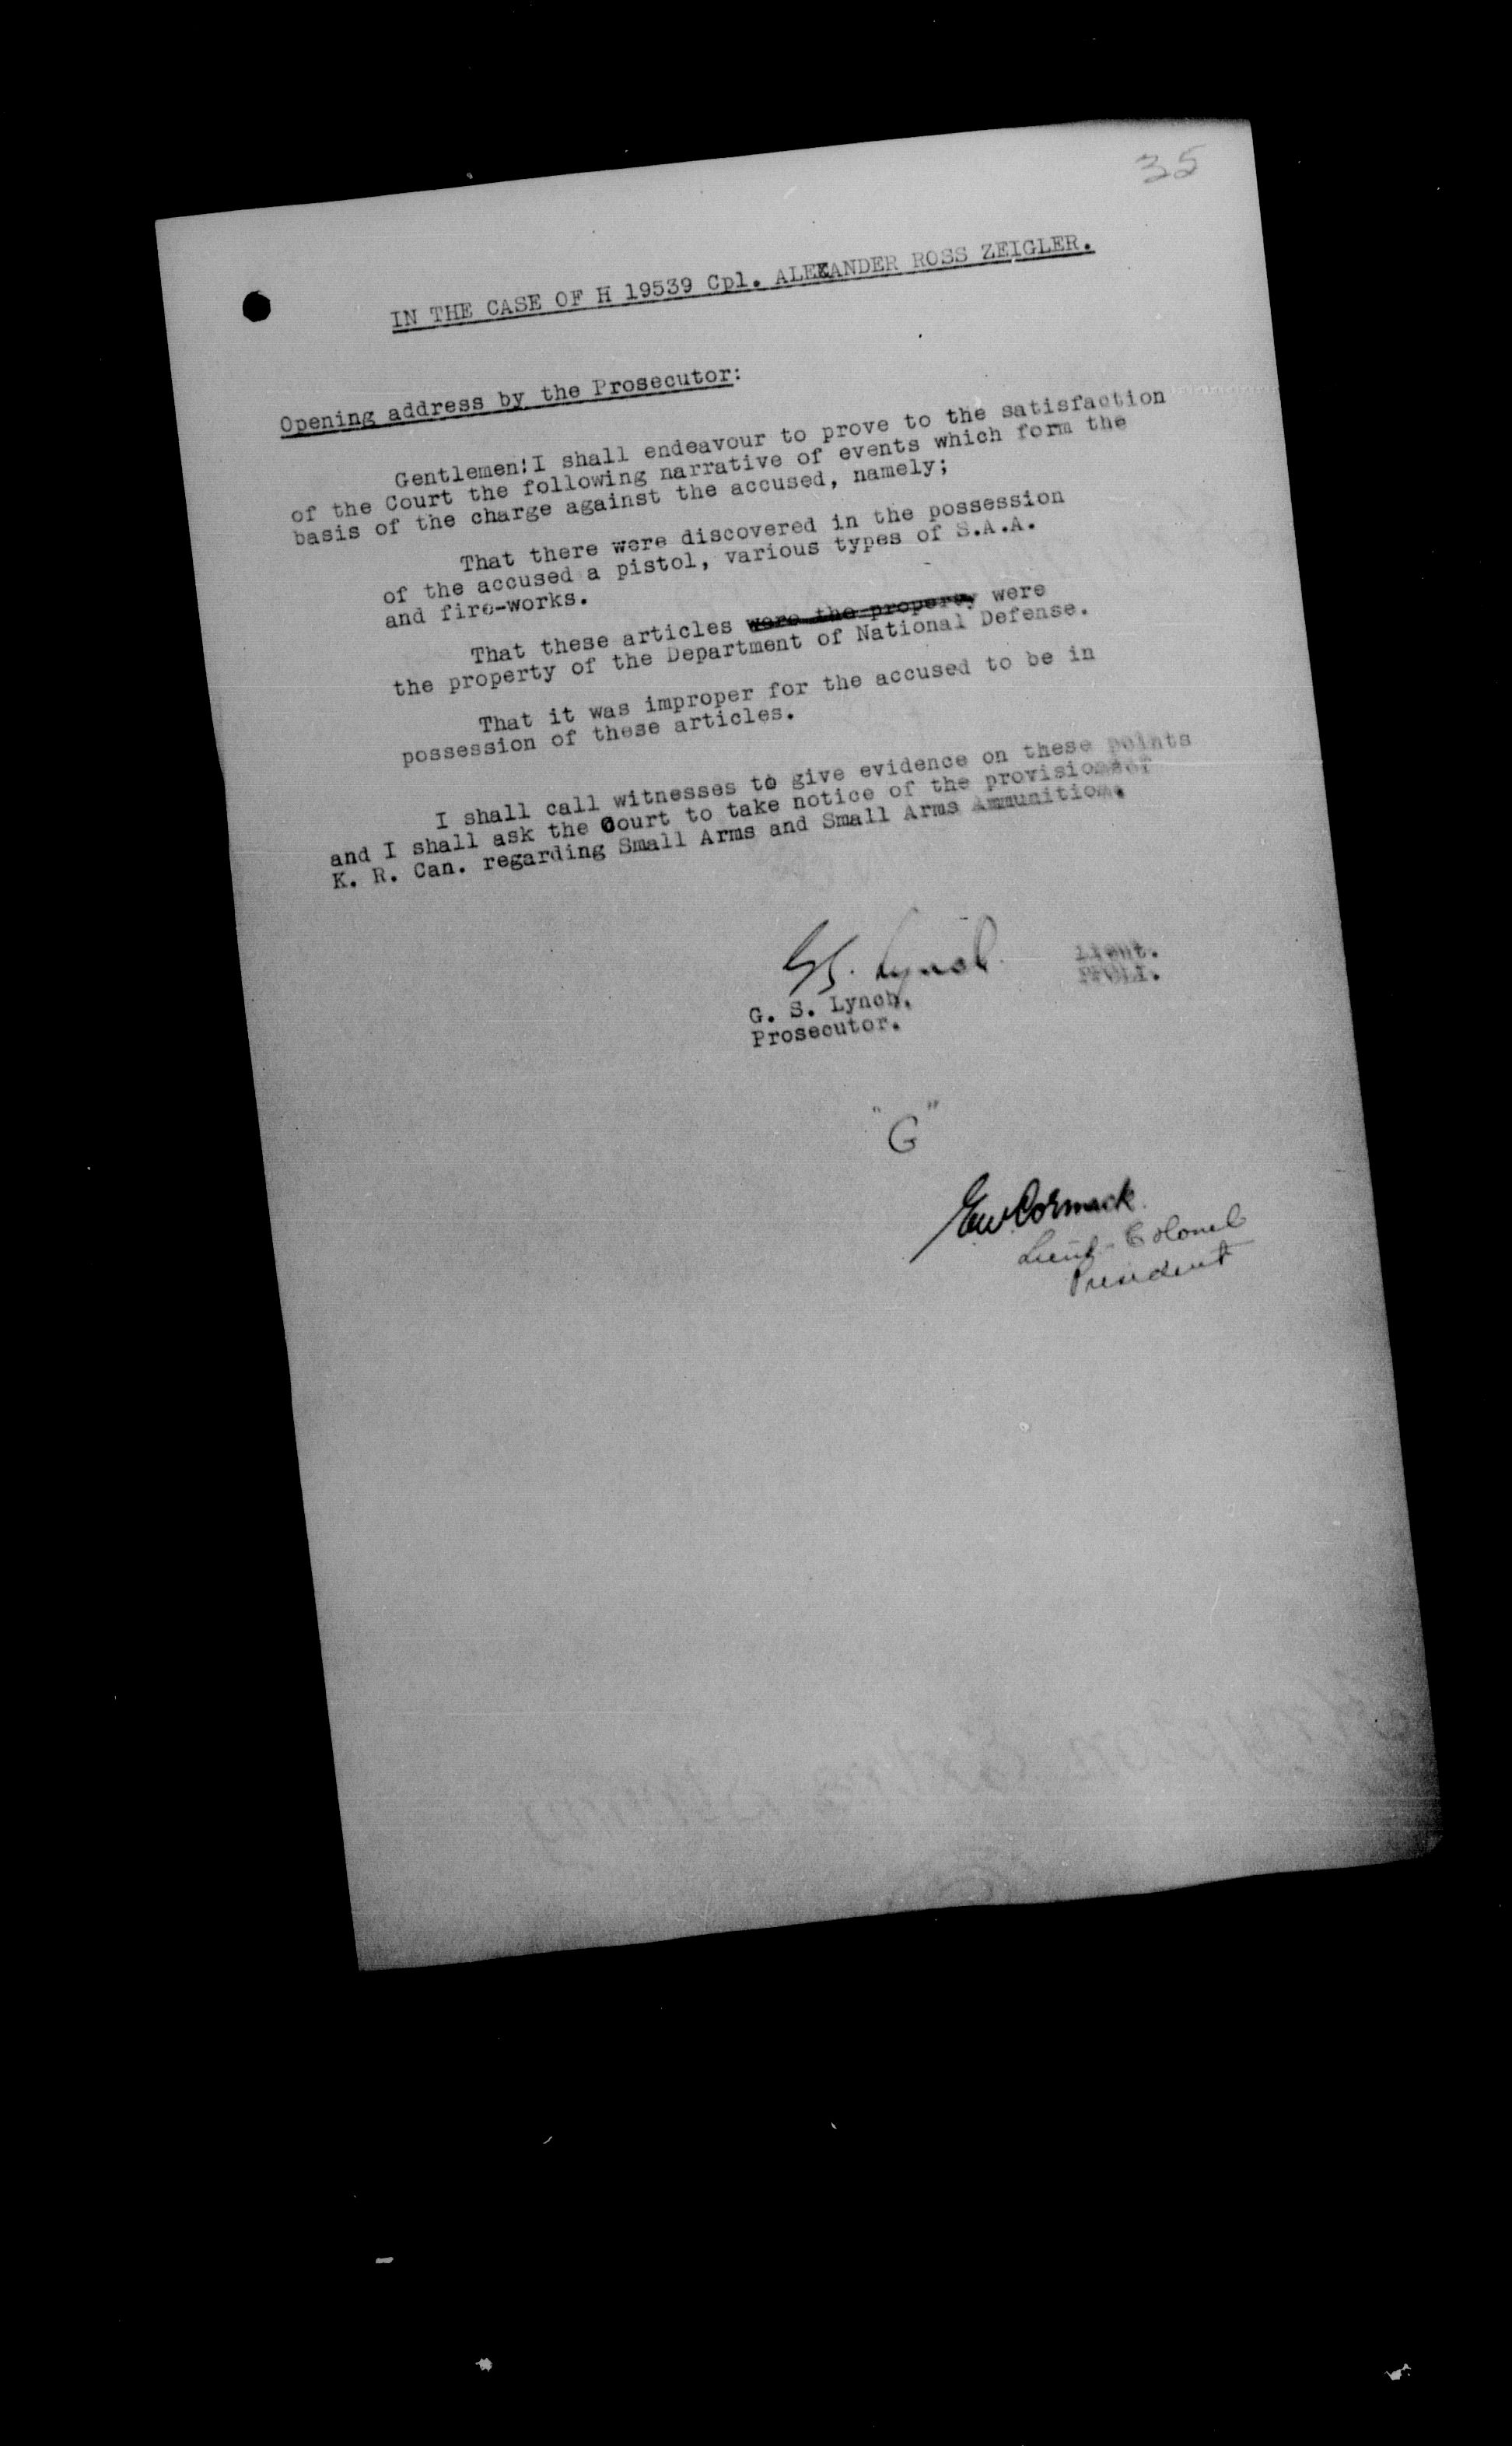 35
IN THE CASE OF H 19539 Cpl. ALEXANDER ROSS ZEIGLER.
Opening address by the Prosecutor:
Gentlemen: I shall endeavour to prove to the satisfaction
of the Court the following narrative of events which form the
basis of the charge against the accused, namely;
That there were discovered in the possession
of the accused a pistol, various types of S.A.A.
and fire-works.
That these articles were the property were
the property of the Department of National Defense.
That it was improper for the accused to be in
possession of these articles.
I shall call witnesses to give evidence on these points
and I shall ask the Court to take notice of the provisions of
K. R. Can. regarding Small Arms and Small Arms Ammunition.
G. S. Lynch Lieut.
PPCLI.
G. S. Lynch.
Prosecutor.
"G"
EW Cormack
Lieut-Colonel
President